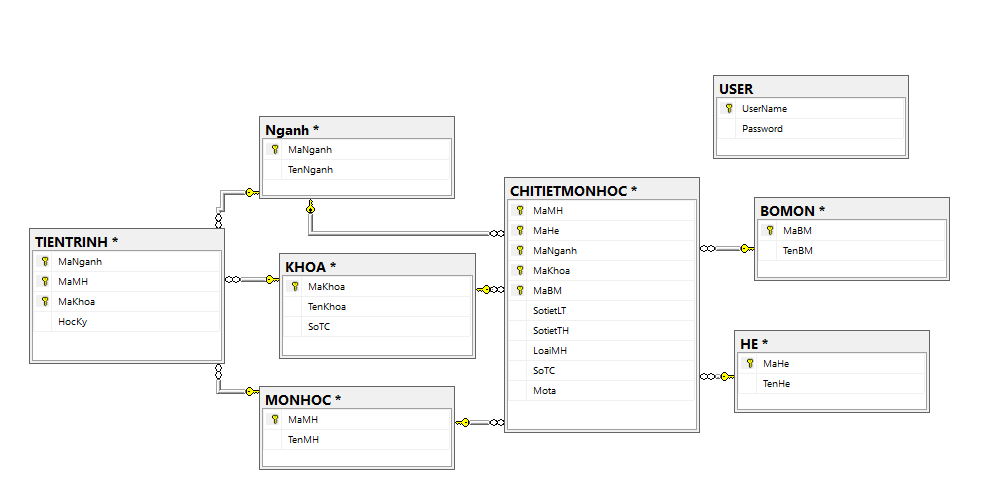 USER
UserName
Password
Nganh *
MaNganh
TenNganh
CHITIETMONHOC *
MaMH
MaHe
MaNganh
MaKhoa
MaBM
SotietLT
SotietTH
LoaiMH
SoTC
Mota
BOMON *
MaBM
TenBM
TIENTRINH *
MaNganh
MaMH
MaKhoa
HocKy
KHOA *
MaKhoa
TenKhoa
SoTC
HE *
MaHe
TenHe
MONHOC *
MaMH
TenMH